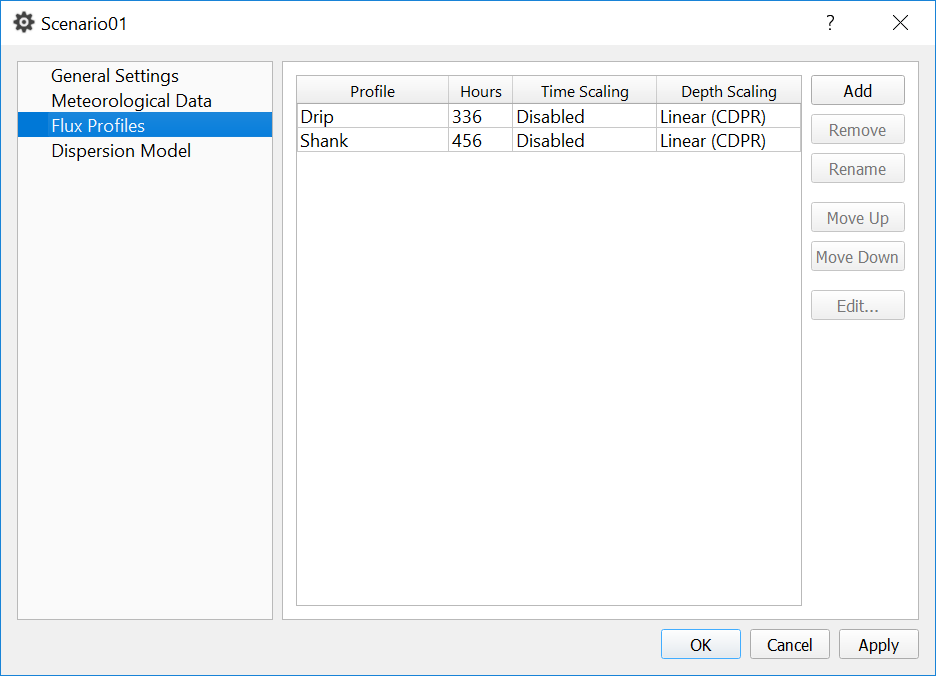 Scenario01 ?
General Settings
Meteorological Data
Flux Profiles
Dispersion Model
Profile Hours Time Scaling Depth Scaling
Drip 336 Disabled Linear (CDPR)
Shank 456 Disabled Linear (CDPR)
Add
Remove
Rename
Move Up
Move Down
Edit...
OK Cancel Apply